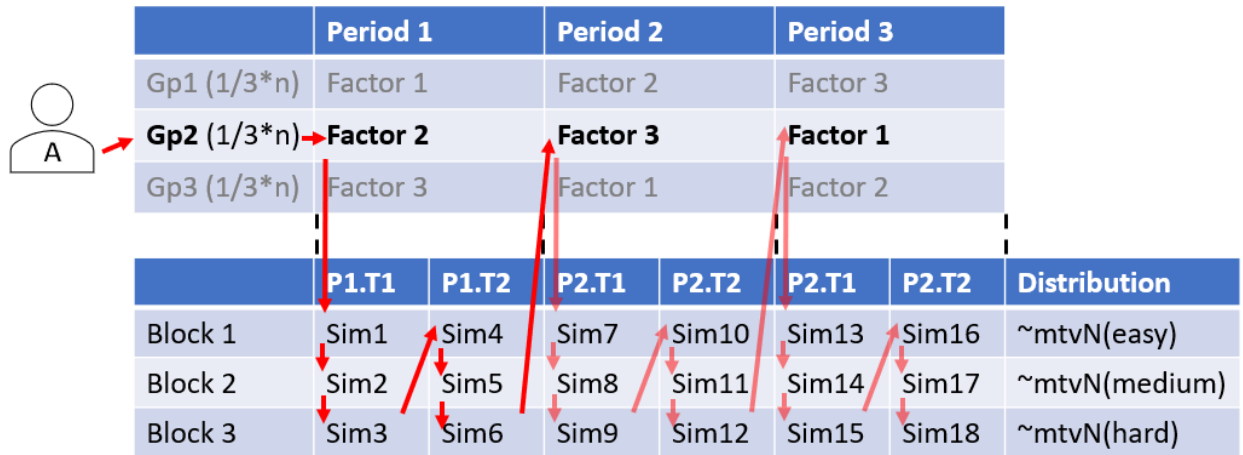 Period 1 Period 2 Period 3
Gp1 (1/3*n) Factor 1 Factor 2 Factor 3
A
Gp2 (1/3*n) Factor 2 Factor 3 Factor 1
Gp3 (1/3*n) Factor 3 Factor 1 Factor 2
P1.T1 P1.T2 P2.T1 P2.T2 P2.T1 P2.T2 Distribution
Block 1 Sim1 Sim4 Sim7 Sim10 Sim13 Sim16 ~mtvN(easy)
Block 2 Sim2 Sim5 Sim8 Sim11 Sim14 Sim17 ~mtvN(medium)
Block 3 Sim3 Sim6 Sim9 Sim12 Sim15 Sim18 ~mtvN(hard)